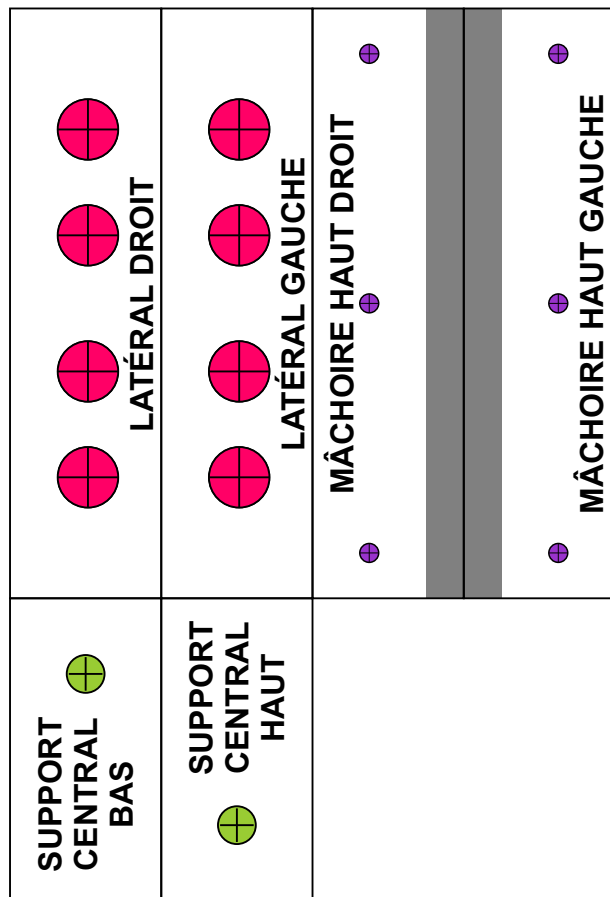 LATÉRAL DROIT
LATÉRAL GAUCHE
MÂCHOIRE HAUT DROIT
MÂCHOIRE HAUT GAUCHE
SUPPORT
CENTRAL
BAS
SUPPORT
CENTRAL
HAUT